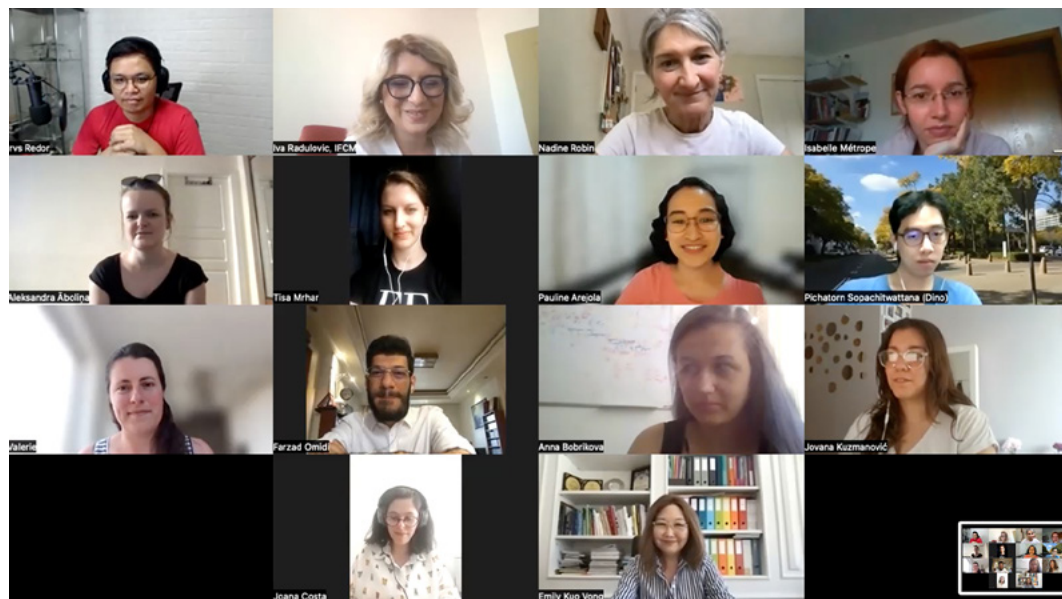 rvs Redor
Iva Radulovic, IFCM
Nadine Robin
Isabelle Métrope
Aleksandra Āboliņa
Tisa Mrhar
Pauline Arejola
Pichatorn Sopachitwattana (Dino)
Valerie
Farzad Omidi
Anna Bobrikova
Jovana Kuzmanović
Joana Costa
Emily Kuo Vong